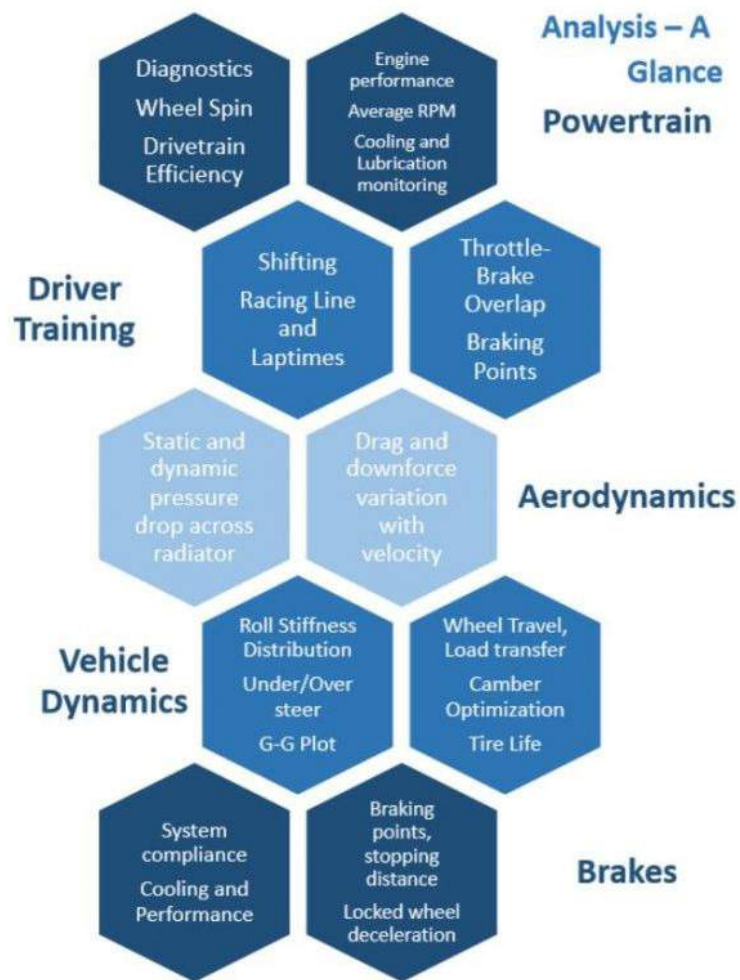 Analysis – A
Glance
Powertrain
Diagnostics
Wheel Spin
Drivetrain
Efficiency
Engine
performance
Average RPM
Cooling and
Lubrication
monitoring
Driver
Training
Shifting
Racing Line
and
Laptimes
Throttle-
Brake
Overlap
Braking
Points
Static and
dynamic
pressure
drop across
radiator
Drag and
downforce
variation
with
velocity
Aerodynamics
Vehicle
Dynamics
Roll Stiffness
Distribution
Under/Over
steer
G-G Plot
Wheel Travel,
Load transfer
Camber
Optimization
Tire Life
System
compliance
Cooling and
Performance
Braking
points,
stopping
distance
Locked wheel
deceleration
Brakes